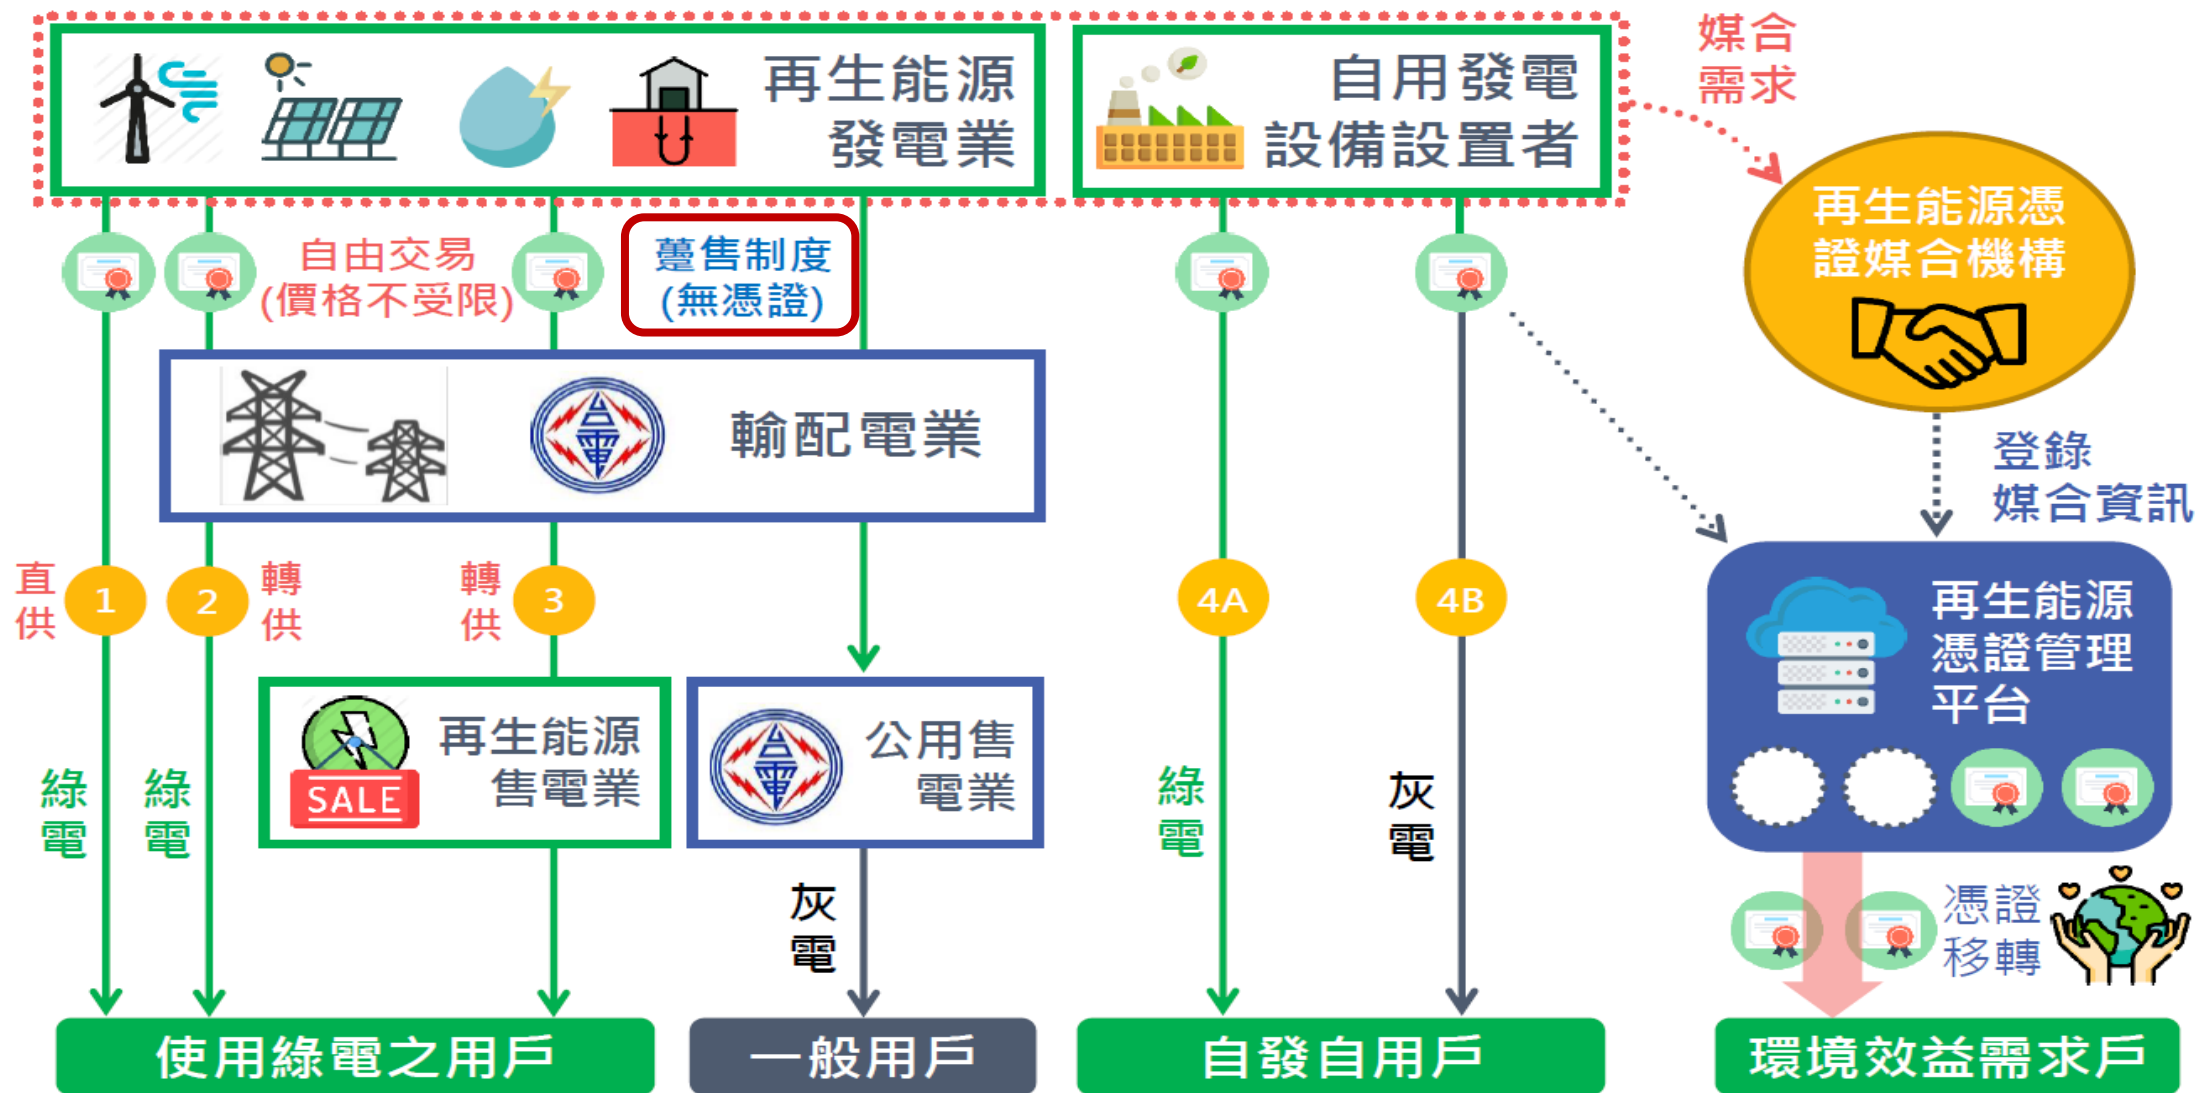 再生能源
發電業
自用發電
設備設置者
媒合
需求
再生能源憑
證媒合機構
自由交易
(價格不受限)
躉售制度
(無憑證)
輸配電業
登錄
媒合資訊
直
供
1
2
轉
供
轉
供
3
4A
4B
再生能源
憑證管理
平台
SALE
再生能源
售電業
公用售
電業
綠
電
綠
電
灰
電
綠
電
灰
電
憑證
移轉
使用綠電之用戶
一般用戶
自發自用戶
環境效益需求戶